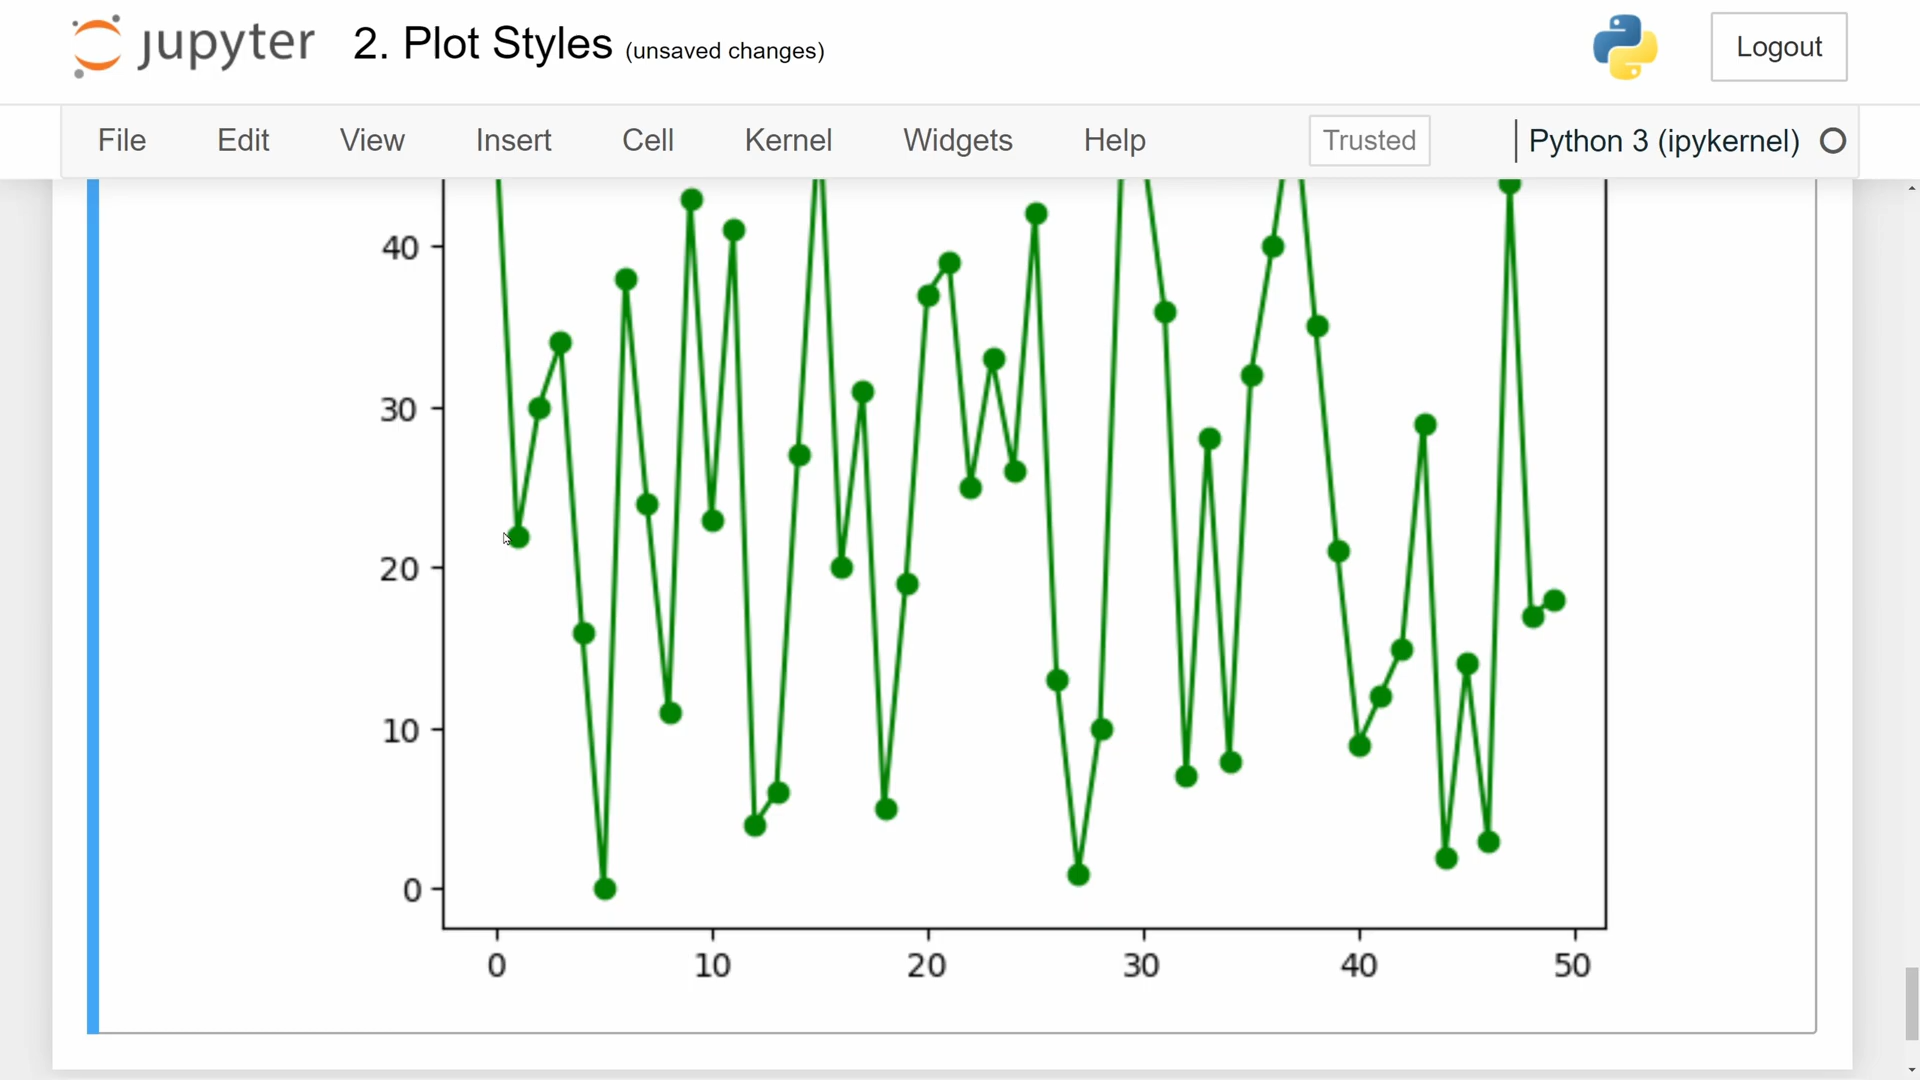 jupyter 2. Plot Styles (unsaved changes) Logout
File Edit View Insert Cell Kernel Widgets Help Trusted Python 3 (ipykernel)
40
30
20
10
0
0 10 20 30 40 50